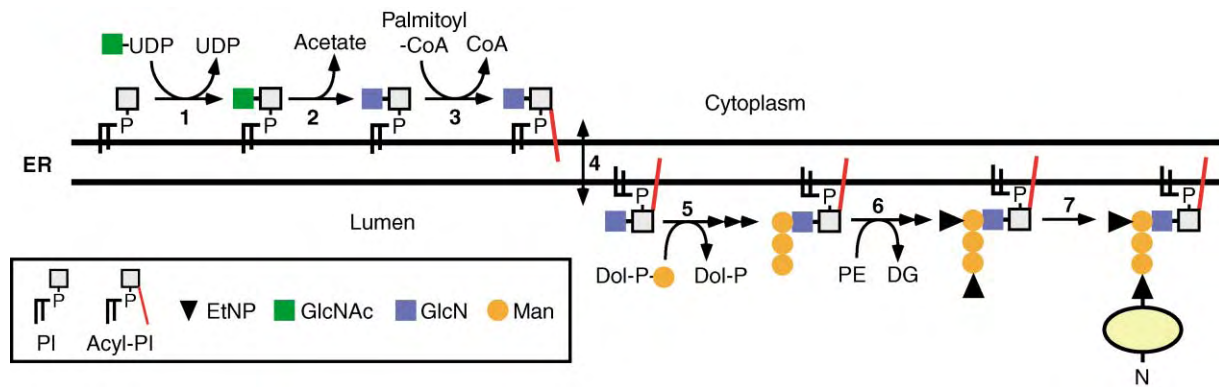 UDP UDP Acetate Palmitoyl
-CoA CoA
1 2 3
P P P P
Cytoplasm
ER
4
Lumen
P P P P
5 6 7
Dol-P- Dol-P PE DG
N
P P
PI Acyl-PI
EtNP GlcNAc GlcN Man